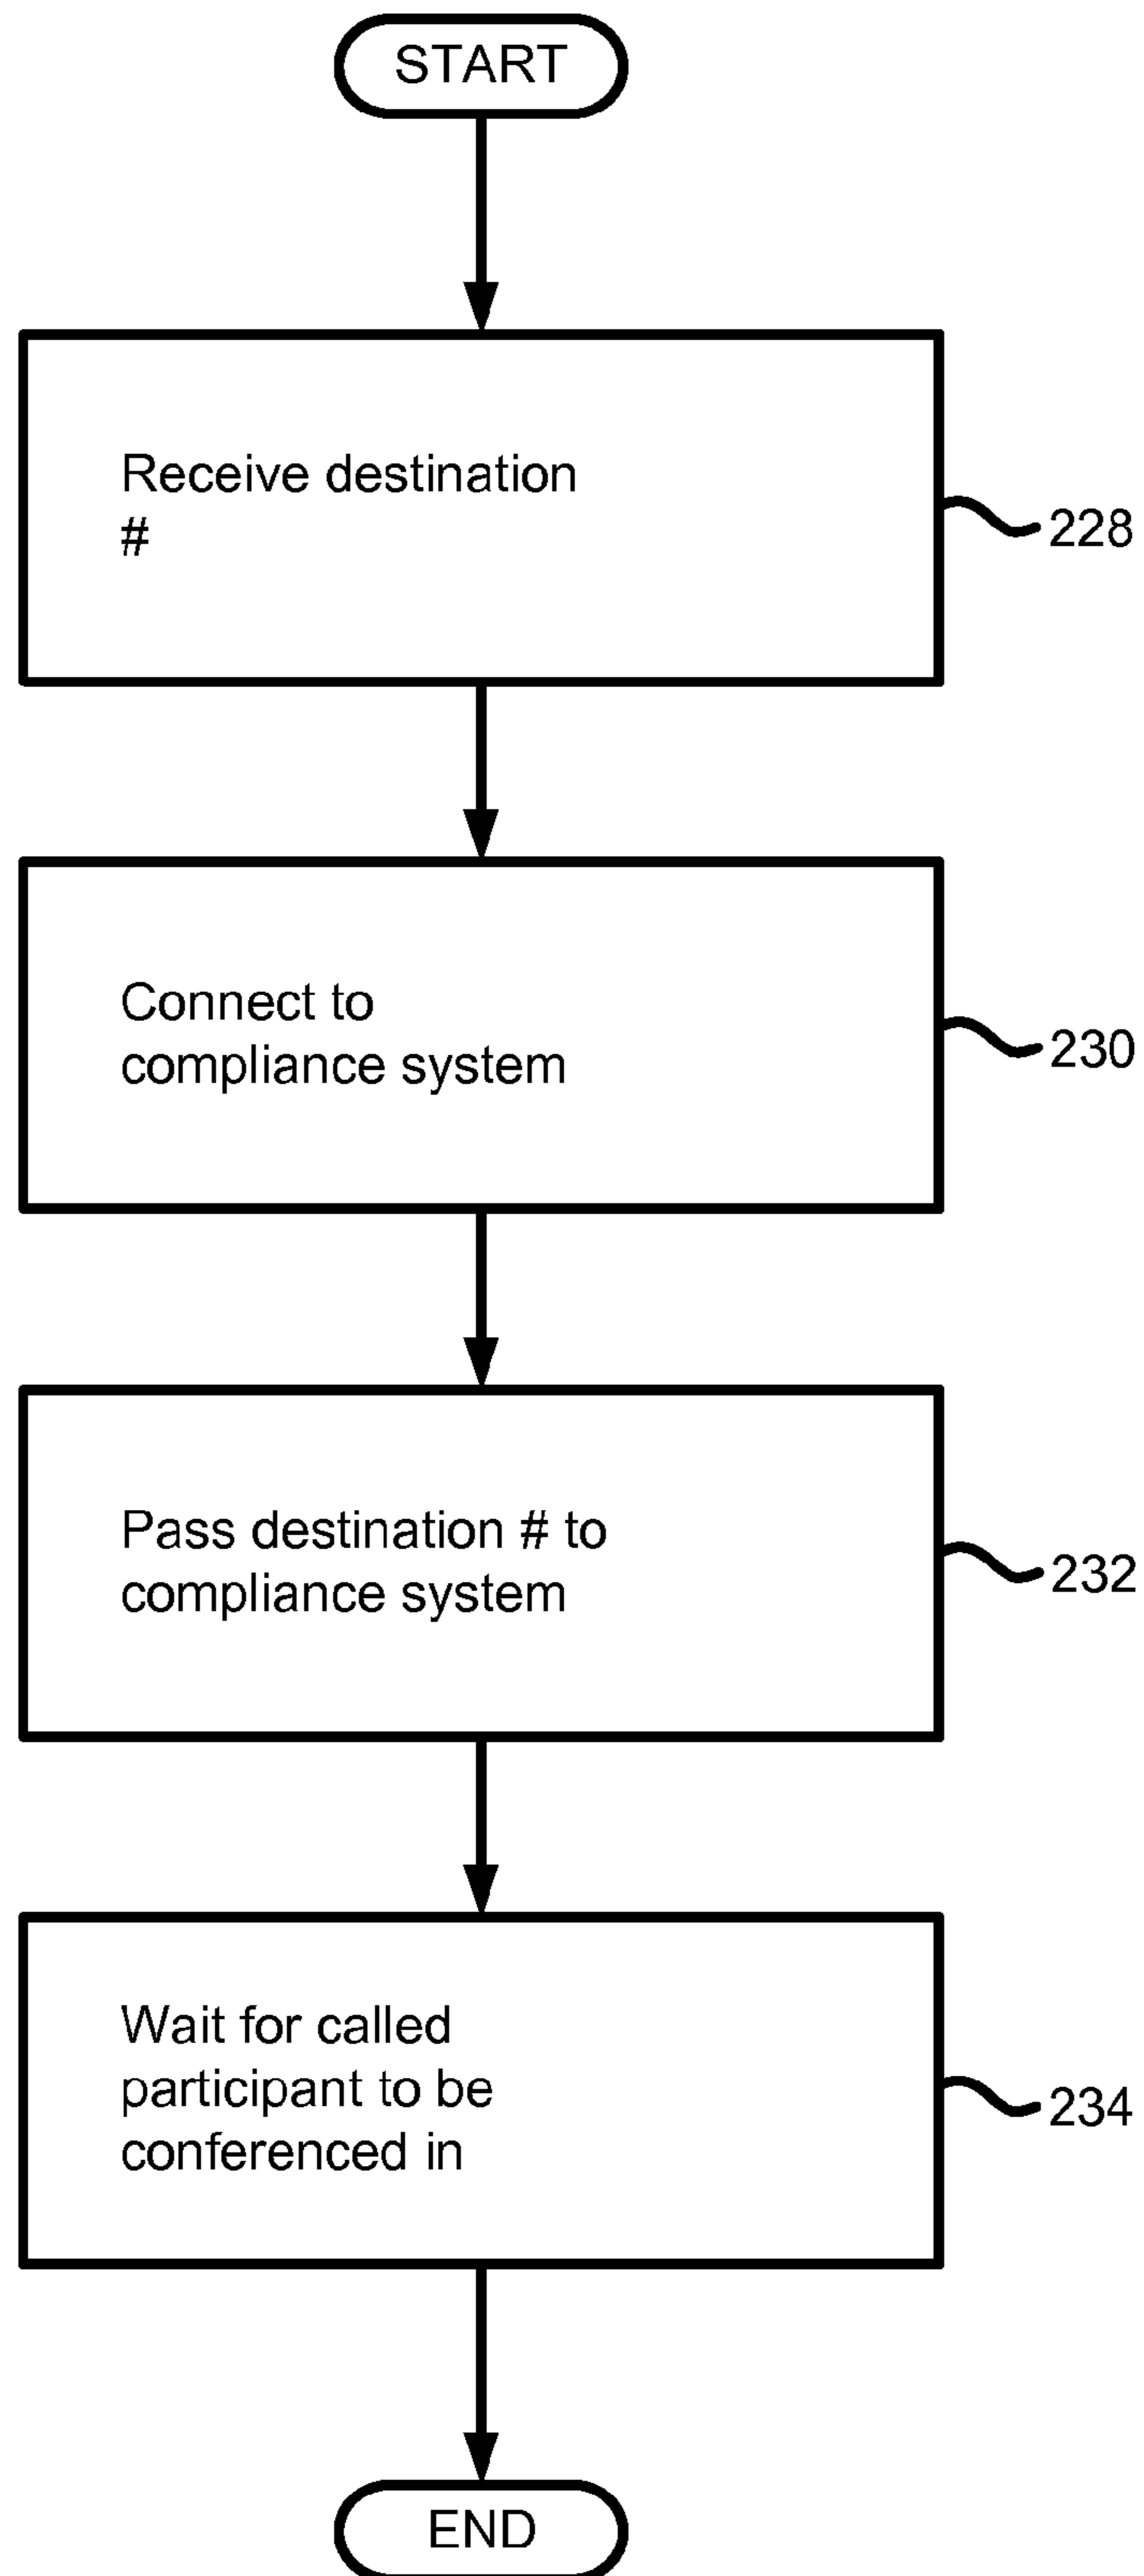 START
Receive destination
#
228
Connect to
compliance system
230
Pass destination # to
compliance system
232
Wait for called
participant to be
conferenced in
234
END